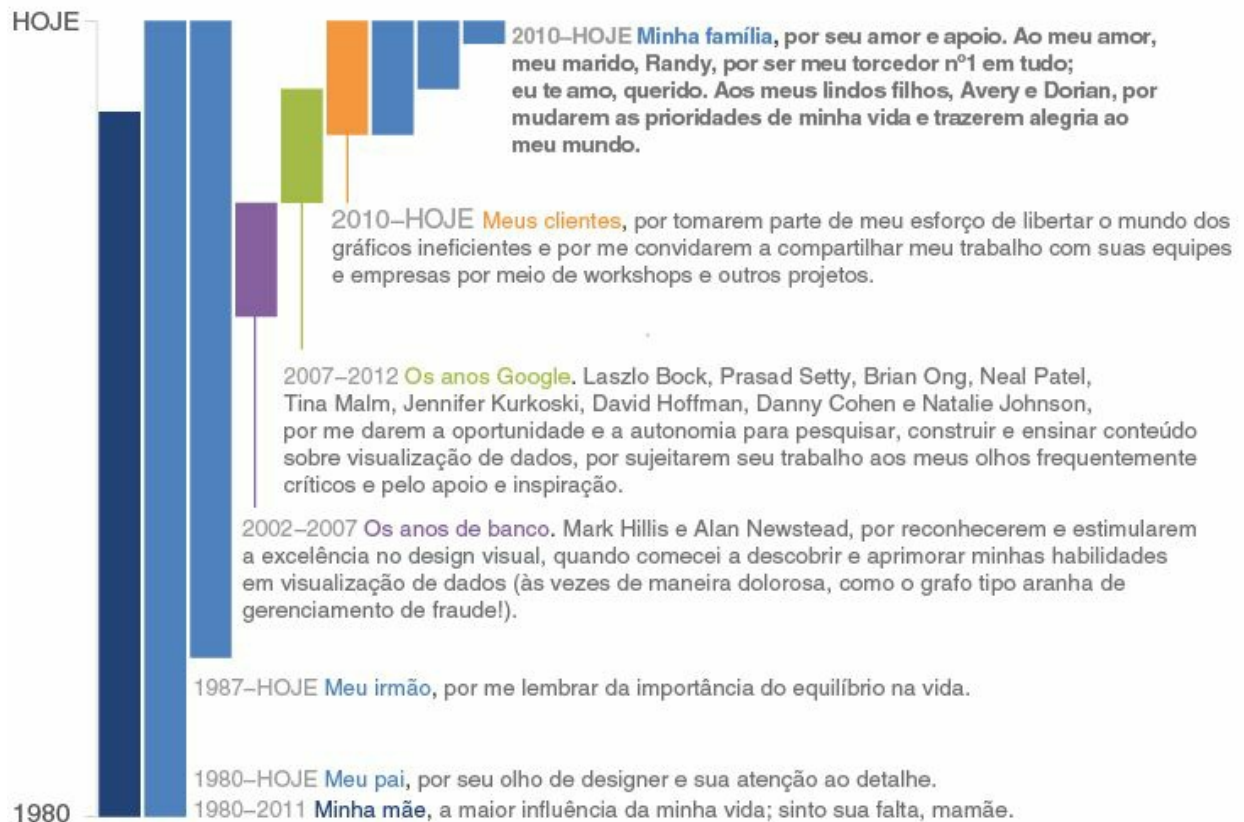 HOJE
2010–HOJE Minha família, por seu amor e apoio. Ao meu amor,
meu marido, Randy, por ser meu torcedor nº1 em tudo;
eu te amo, querido. Aos meus lindos filhos, Avery e Dorian, por
mudarem as prioridades de minha vida e trazerem alegria ao
meu mundo.
2010–HOJE Meus clientes, por tomarem parte de meu esforço de libertar o mundo dos
gráficos ineficientes e por me convidarem a compartilhar meu trabalho com suas equipes
e empresas por meio de workshops e outros projetos.
2007–2012 Os anos Google. Laszlo Bock, Prasad Setty, Brian Ong, Neal Patel,
Tina Malm, Jennifer Kurkoski, David Hoffman, Danny Cohen e Natalie Johnson,
por me darem a oportunidade e a autonomia para pesquisar, construir e ensinar conteúdo
sobre visualização de dados, por sujeitarem seu trabalho aos meus olhos frequentemente
críticos e pelo apoio e inspiração.
2002–2007 Os anos de banco. Mark Hillis e Alan Newstead, por reconhecerem e estimularem
a excelência no design visual, quando comecei a descobrir e aprimorar minhas habilidades
em visualização de dados (às vezes de maneira dolorosa, como o grafo tipo aranha de
gerenciamento de fraude!).
1987–HOJE Meu irmão, por me lembrar da importância do equilíbrio na vida.
1980–HOJE Meu pai, por seu olho de designer e sua atenção ao detalhe.
1980–2011 Minha mãe, a maior influência da minha vida; sinto sua falta, mamãe.
1980